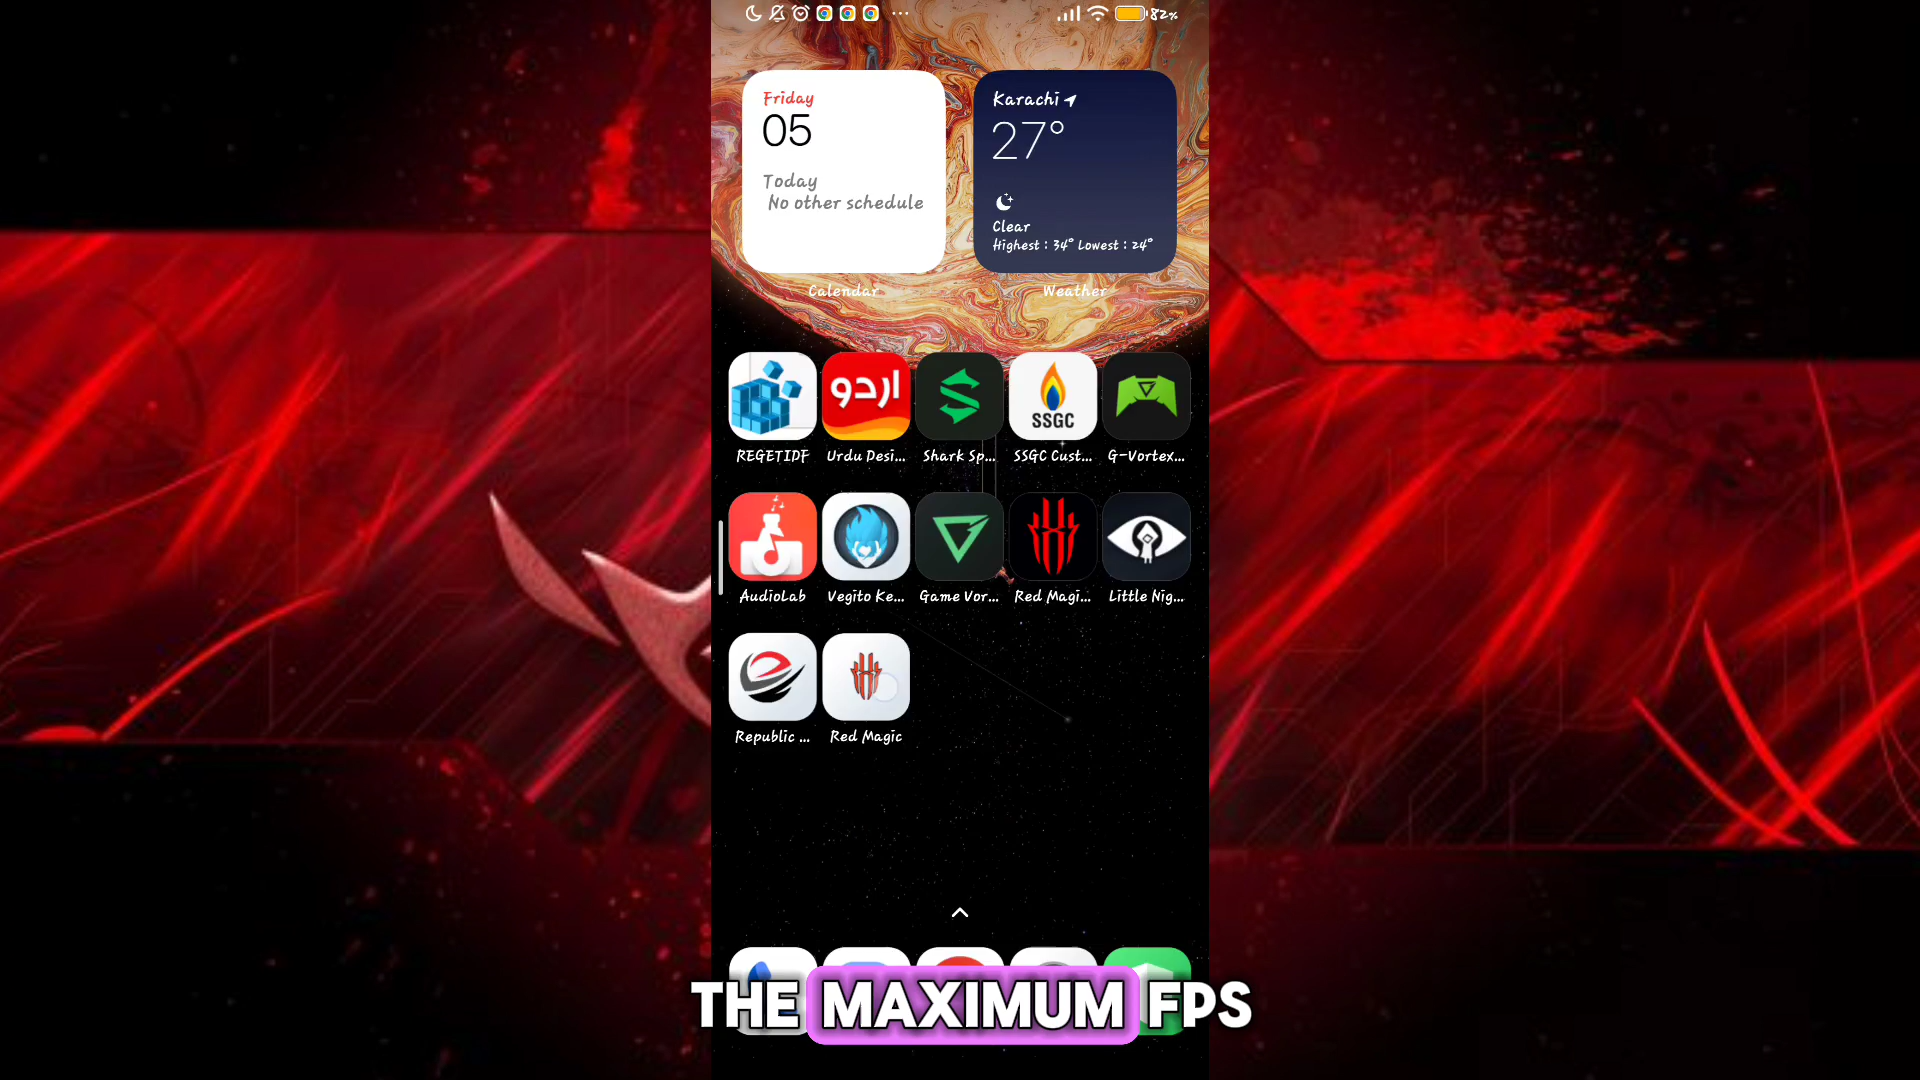 82%
Friday
05
Today
No other schedule
Karachi
27°
Clear
Highest : 34° Lowest : 24°
Calendar
Weather
اردو
SSGC
REGETIDF
Urdu Desi...
Shark Sp...
SSGC Cust...
G-Vortex...
AudioLab
Vegito Ke...
Game Vor...
Red Magi...
Little Nig...
Republic ...
Red Magic
THE MAXIMUM FPS